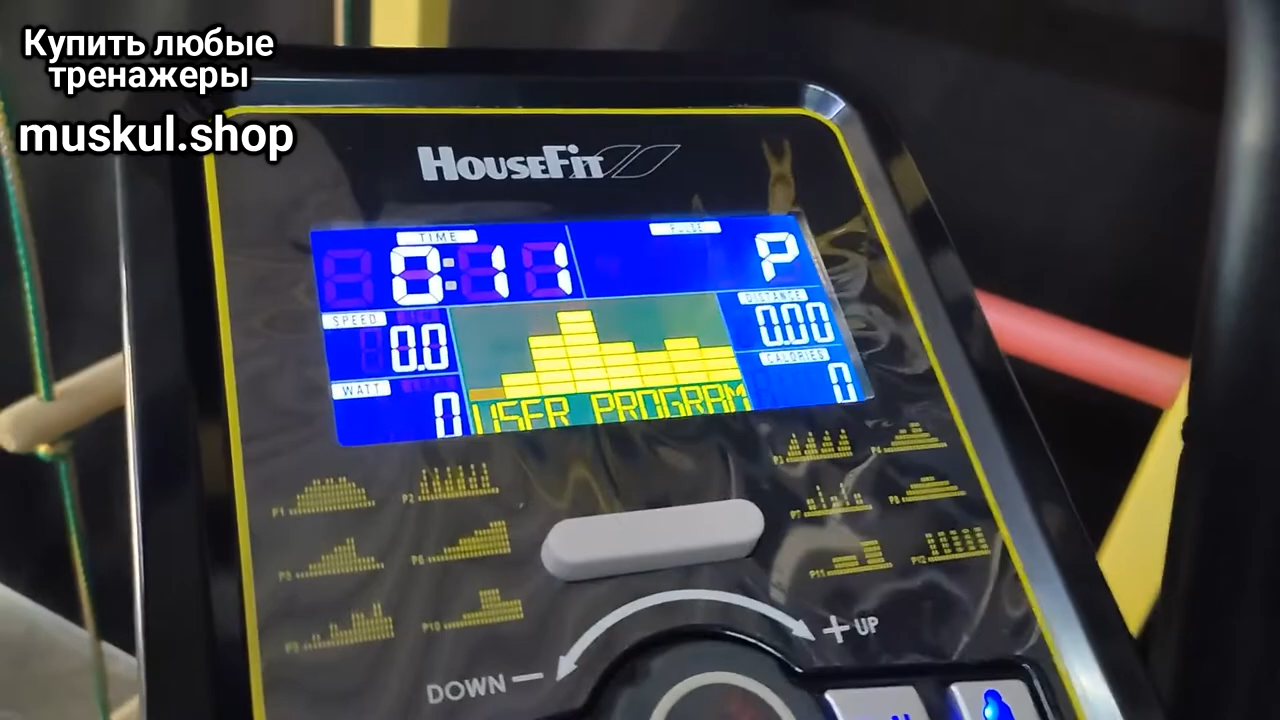 Купить любые
тренажеры
muskul.shop
HOUSEFIT
TIME
PULSE
0:11
P
SPEED
DISTANCE
0.0
0.00
WATT
CALORIES
0
0
USER PROGRAM
P1
P2
P3
P4
P5
P6
P7
P8
P9
P10
P11
P12
DOWN −
+ UP